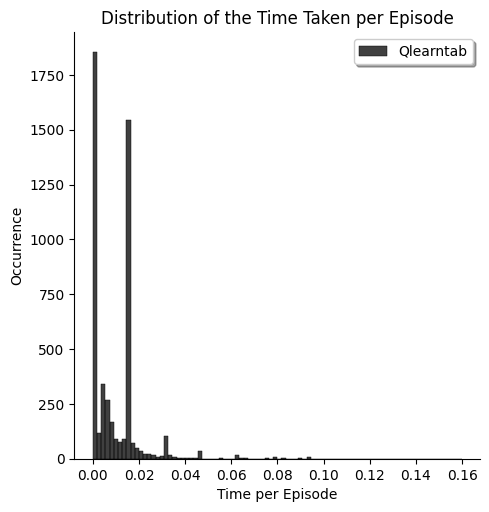 Distribution of the Time Taken per Episode
Qlearntab
1750
1500
1250
1000
750
500
250
0
Occurrence
0.00 0.02 0.04 0.06 0.08 0.10 0.12 0.14 0.16
Time per Episode